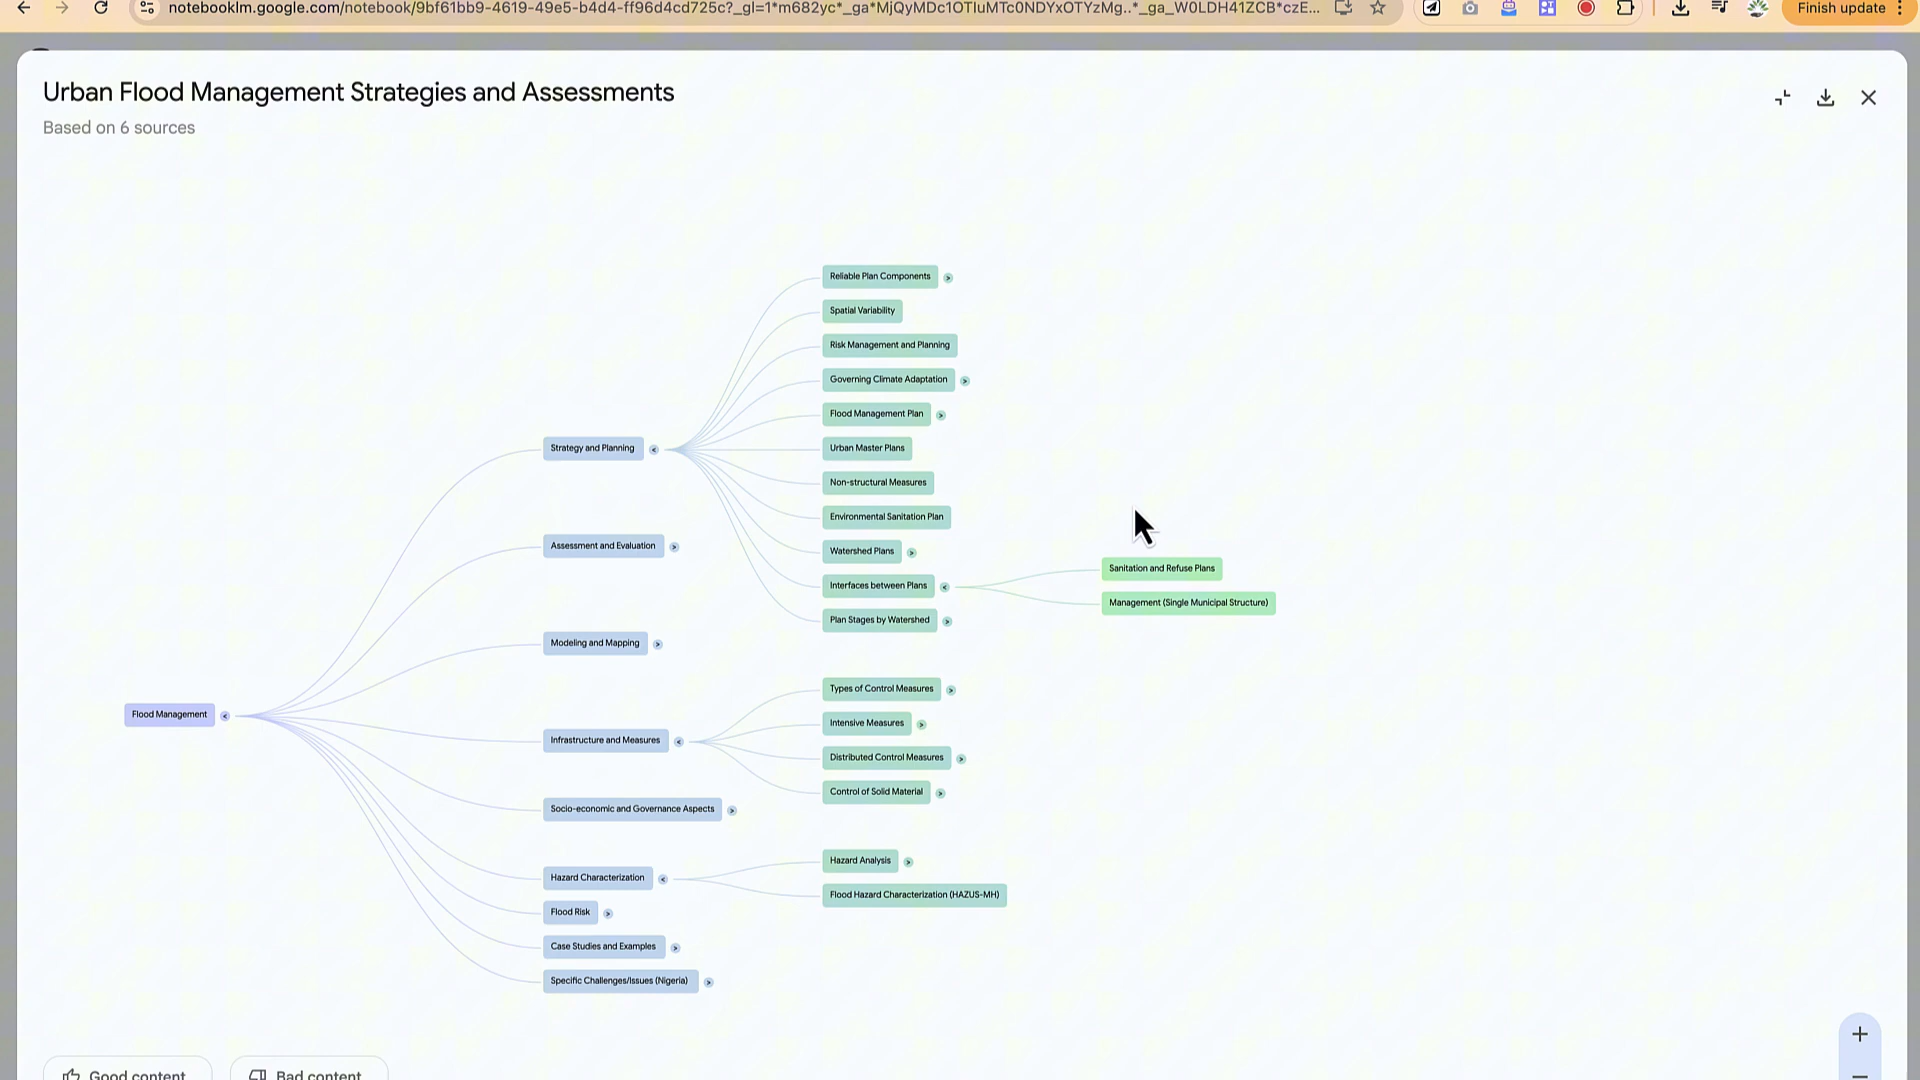 notebooklm.google.com/notebook/9bf61bb9-4619-49e5-b4d4-ff96d4cd725c?_gl=1*m682yc*_ga*MjQyMDc1OTIuMTc0NDYxOTYzMg..*_ga_W0LDH41ZCB*czE...
Finish update
Urban Flood Management Strategies and Assessments
Based on 6 sources
Flood Management
Strategy and Planning
Assessment and Evaluation
Modeling and Mapping
Infrastructure and Measures
Socio-economic and Governance Aspects
Hazard Characterization
Flood Risk
Case Studies and Examples
Specific Challenges/Issues (Nigeria)
Reliable Plan Components
Spatial Variability
Risk Management and Planning
Governing Climate Adaptation
Flood Management Plan
Urban Master Plans
Non-structural Measures
Environmental Sanitation Plan
Watershed Plans
Interfaces between Plans
Plan Stages by Watershed
Types of Control Measures
Intensive Measures
Distributed Control Measures
Control of Solid Material
Hazard Analysis
Flood Hazard Characterization (HAZUS-MH)
Sanitation and Refuse Plans
Management (Single Municipal Structure)
Good content
Bad content